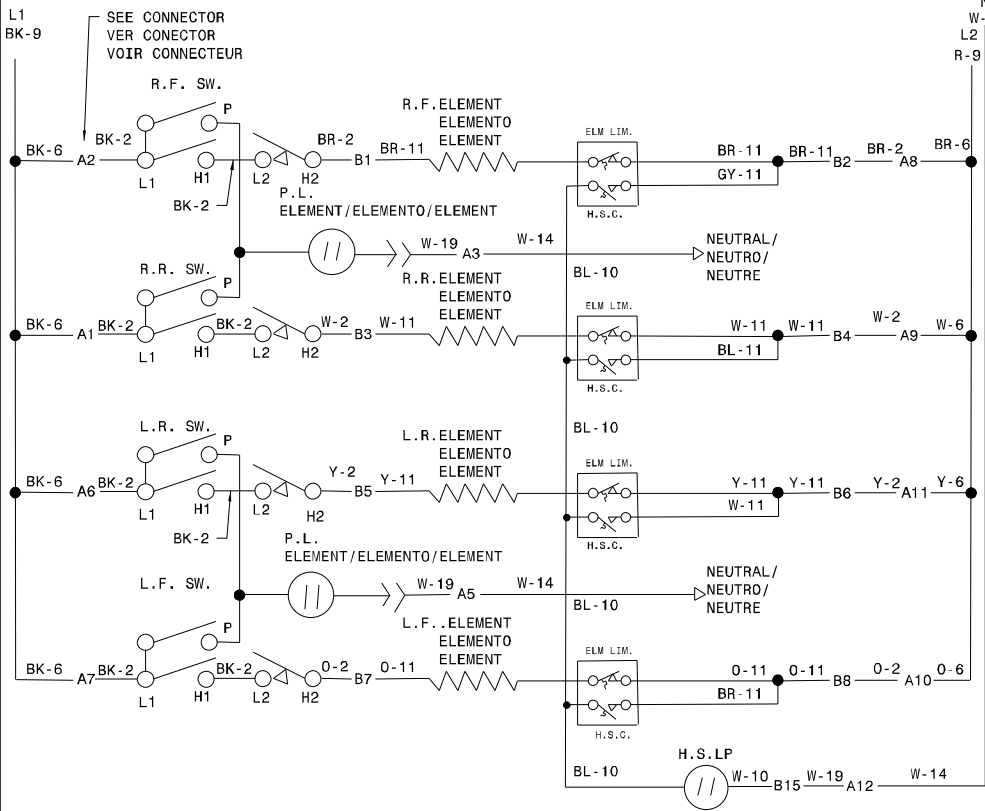 L1
BK-9
SEE CONNECTOR
VER CONECTOR
VOIR CONNECTEUR
W-
L2
R-9
R.F. SW.
P
R.F.ELEMENT
ELEMENTO
ELEMENT
ELM LIM.
BK-6 A2 BK-2 L1 H1 L2 H2 BR-2 B1 BR-11
BR-11 BR-11 B2 BR-2 A8 BR-6
GY-11
BK-2
H.S.C.
P.L.
ELEMENT/ELEMENTO/ELEMENT
W-19 A3 W-14
NEUTRAL/
NEUTRO/
NEUTRE
BL-10
R.R. SW.
P
R.R.ELEMENT
ELEMENTO
ELEMENT
ELM LIM.
BK-6 A1 BK-2 L1 H1 BK-2 L2 H2 W-2 B3 W-11
W-11 W-11 B4 W-2 A9 W-6
BL-11
H.S.C.
BL-10
L.R. SW.
P
L.R.ELEMENT
ELEMENTO
ELEMENT
ELM LIM.
BK-6 A6 BK-2 L1 H1 L2 H2 Y-2 B5 Y-11
Y-11 Y-11 B6 Y-2 A11 Y-6
W-11
BK-2
H.S.C.
P.L.
ELEMENT/ELEMENTO/ELEMENT
W-19 A5 W-14
NEUTRAL/
NEUTRO/
NEUTRE
BL-10
L.F. SW.
P
L.F..ELEMENT
ELEMENTO
ELEMENT
ELM LIM.
BK-6 A7 BK-2 L1 H1 BK-2 L2 H2 O-2 B7 O-11
O-11 O-11 B8 O-2 A10 O-6
BR-11
H.S.C.
H.S.LP
BL-10 W-10 B15 W-19 A12 W-14